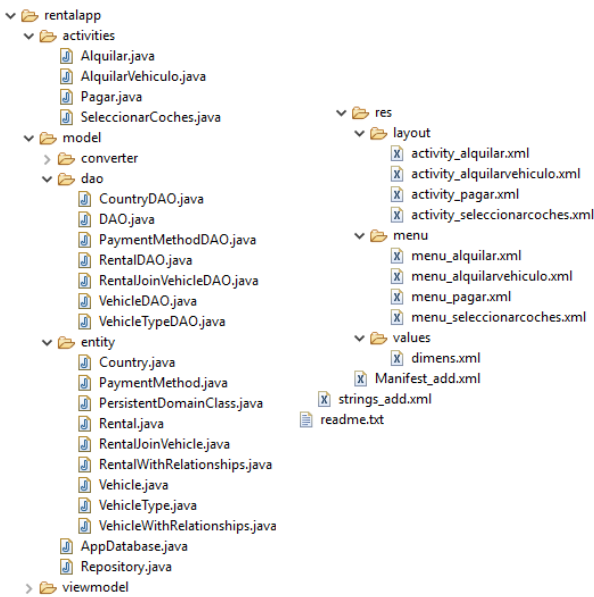 rentalapp
activities
Alquilar.java
AlquilarVehiculo.java
Pagar.java
SeleccionarCoches.java
model
converter
dao
CountryDAO.java
DAO.java
PaymentMethodDAO.java
RentalDAO.java
RentalJoinVehicleDAO.java
VehicleDAO.java
VehicleTypeDAO.java
entity
Country.java
PaymentMethod.java
PersistentDomainClass.java
Rental.java
RentalJoinVehicle.java
RentalWithRelationships.java
Vehicle.java
VehicleType.java
VehicleWithRelationships.java
AppDatabase.java
Repository.java
viewmodel
res
layout
activity_alquilar.xml
activity_alquilarvehiculo.xml
activity_pagar.xml
activity_seleccionarcoches.xml
menu
menu_alquilar.xml
menu_alquilarvehiculo.xml
menu_pagar.xml
menu_seleccionarcoches.xml
values
dimens.xml
Manifest_add.xml
strings_add.xml
readme.txt